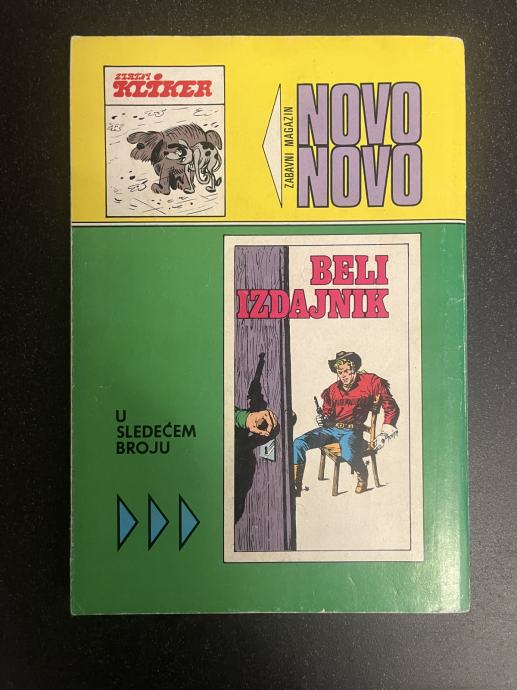 ZLATNI
KLIKER
ZABAVNI MAGAZIN
NOVO
NOVO
BELI
IZDAJNIK
U
SLEDEĆEM
BROJU